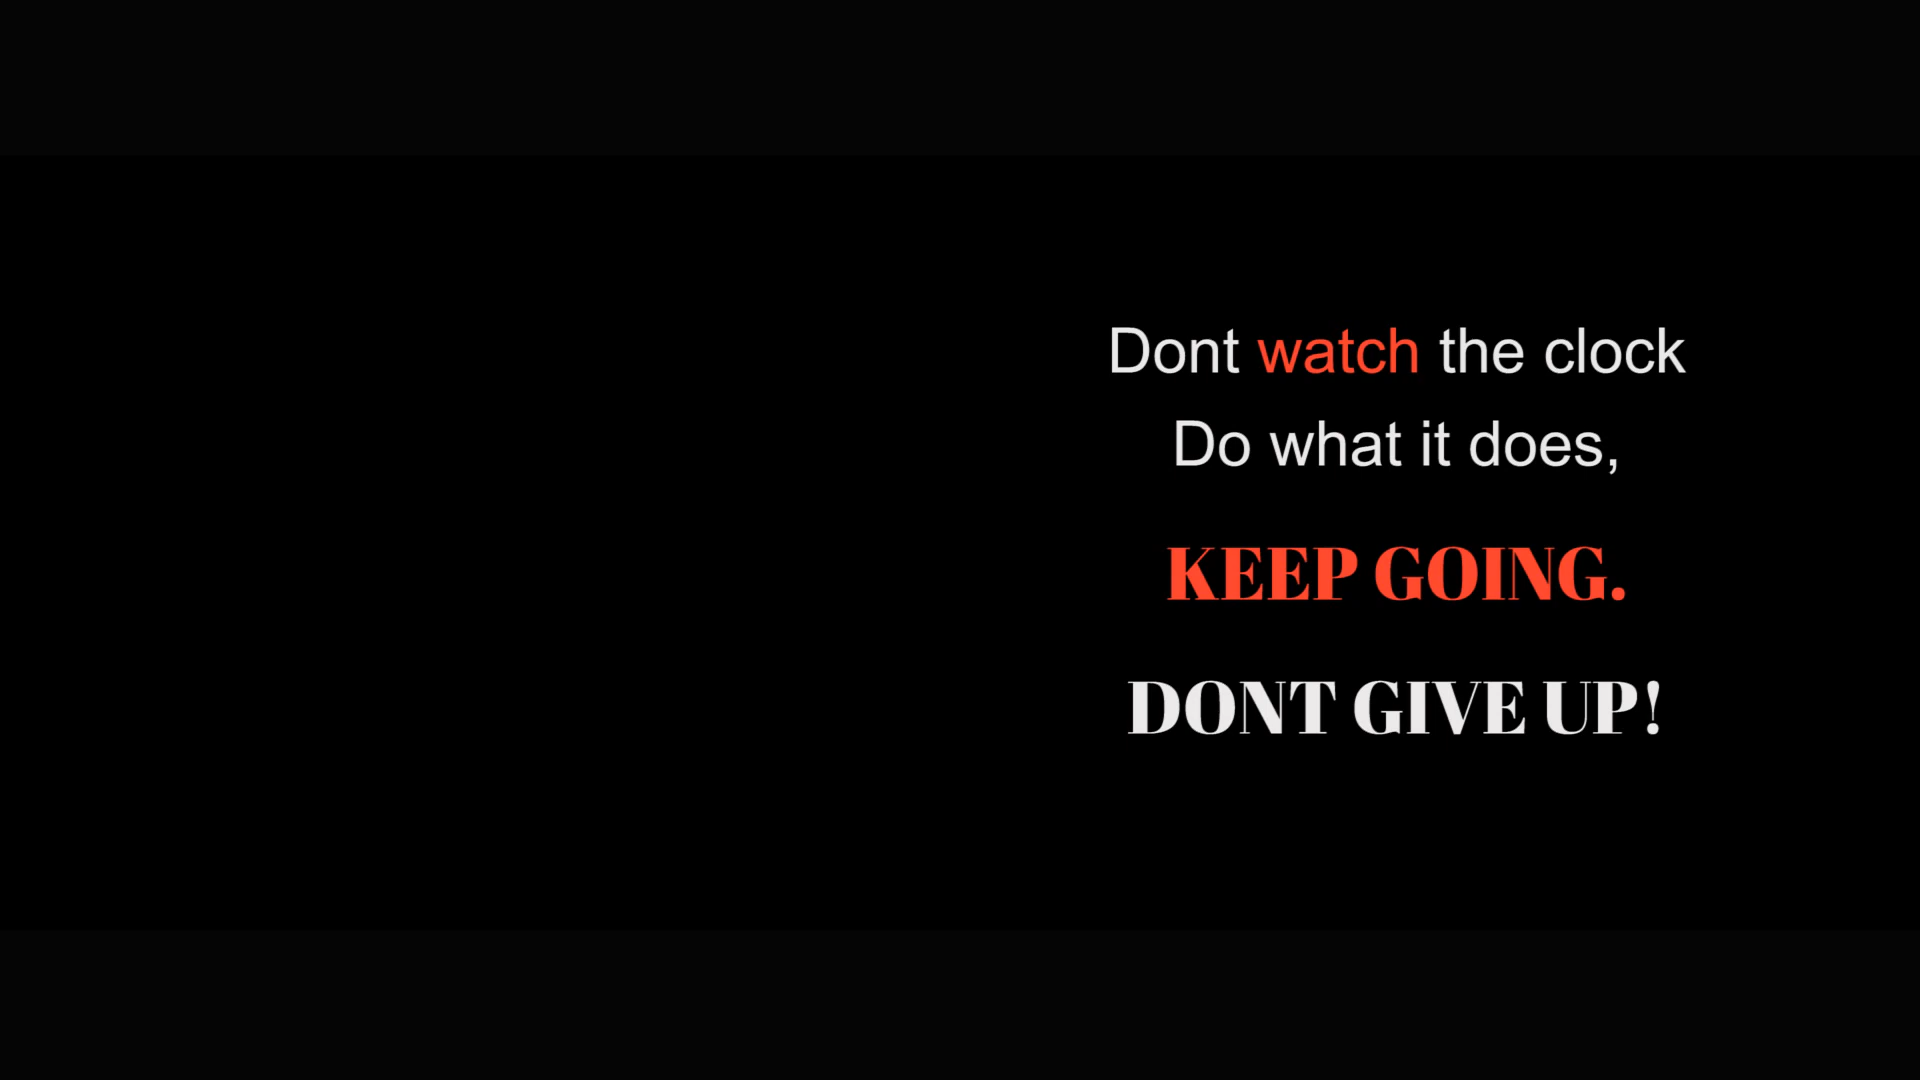 Dont watch the clock
Do what it does,
KEEP GOING.
DONT GIVE UP!